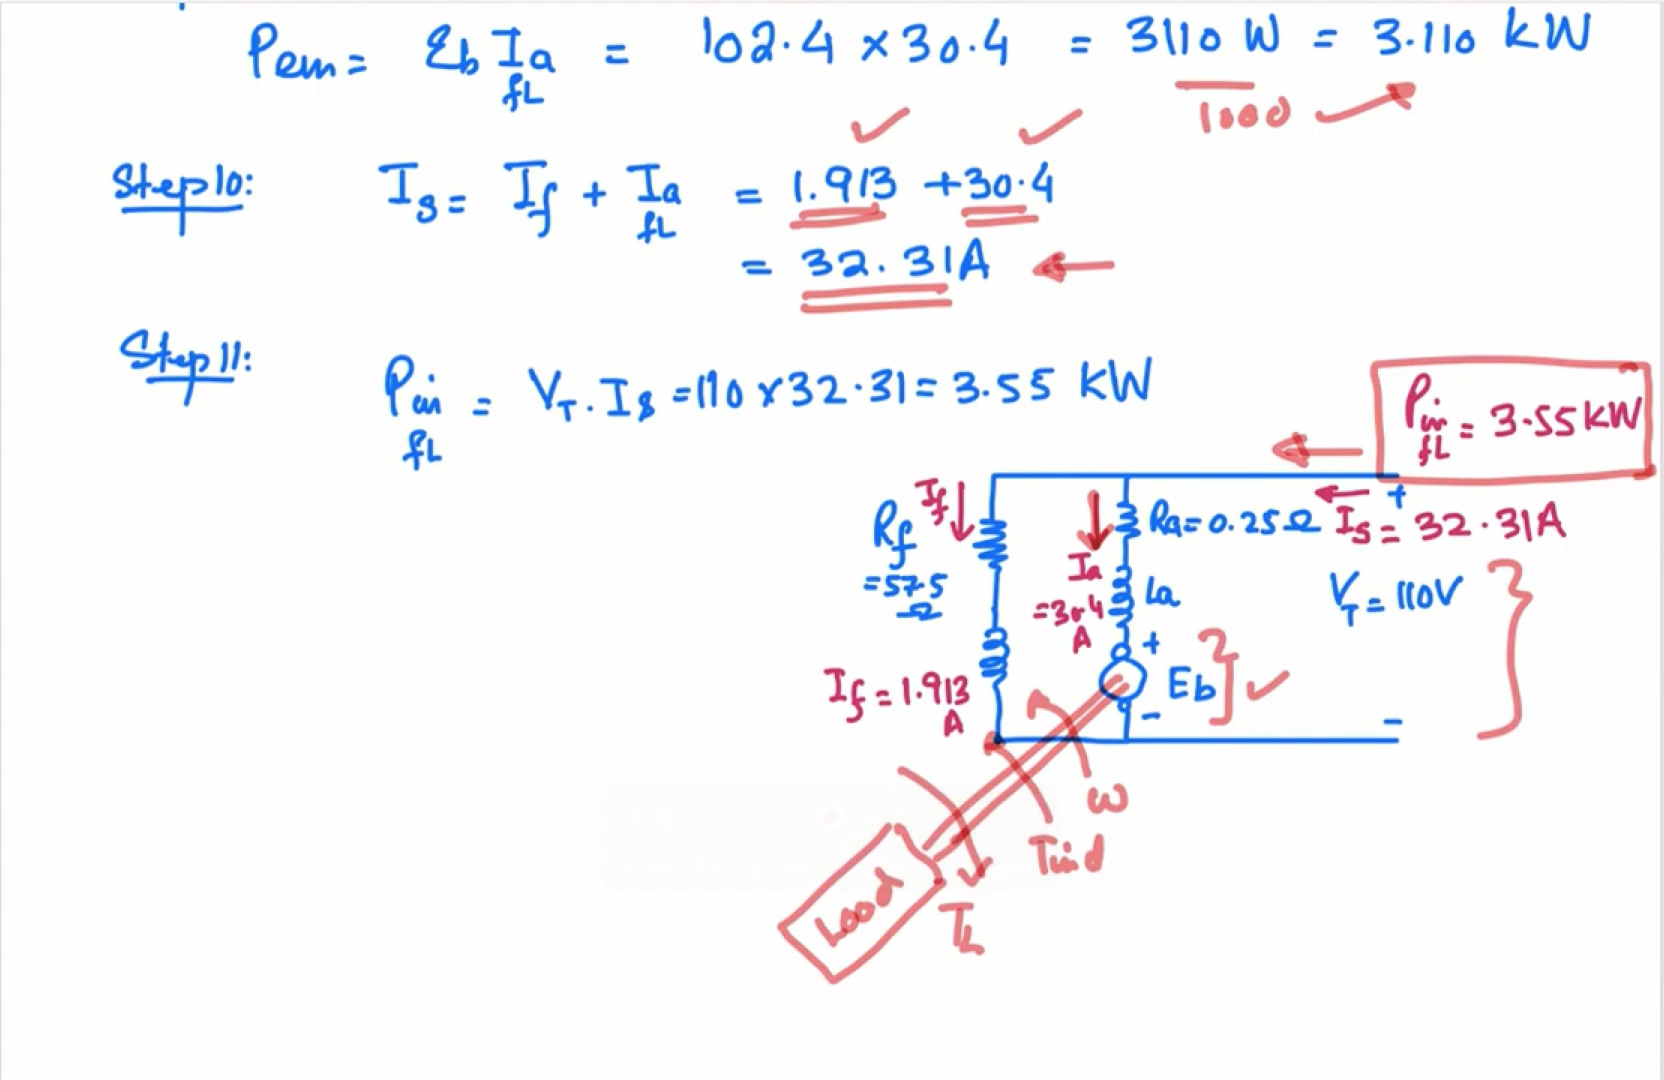 Pem = Eb Ia fL = 102.4 × 30.4 = 3110 W = 3.110 kW
1000
Step 10: Is = If + Ia fL = 1.913 + 30.4
= 32.31A
Step 11: Pin fL = VT . Is = 110 × 32.31 = 3.55 kW
Pin fL = 3.55 kW
If
Rf = 57.5 Ω
Ra = 0.25 Ω
Is = 32.31A
+
Ia = 30.4 A
La
VT = 110V
+
If = 1.913 A
Eb
-
-
ω
Tind
Load
TL